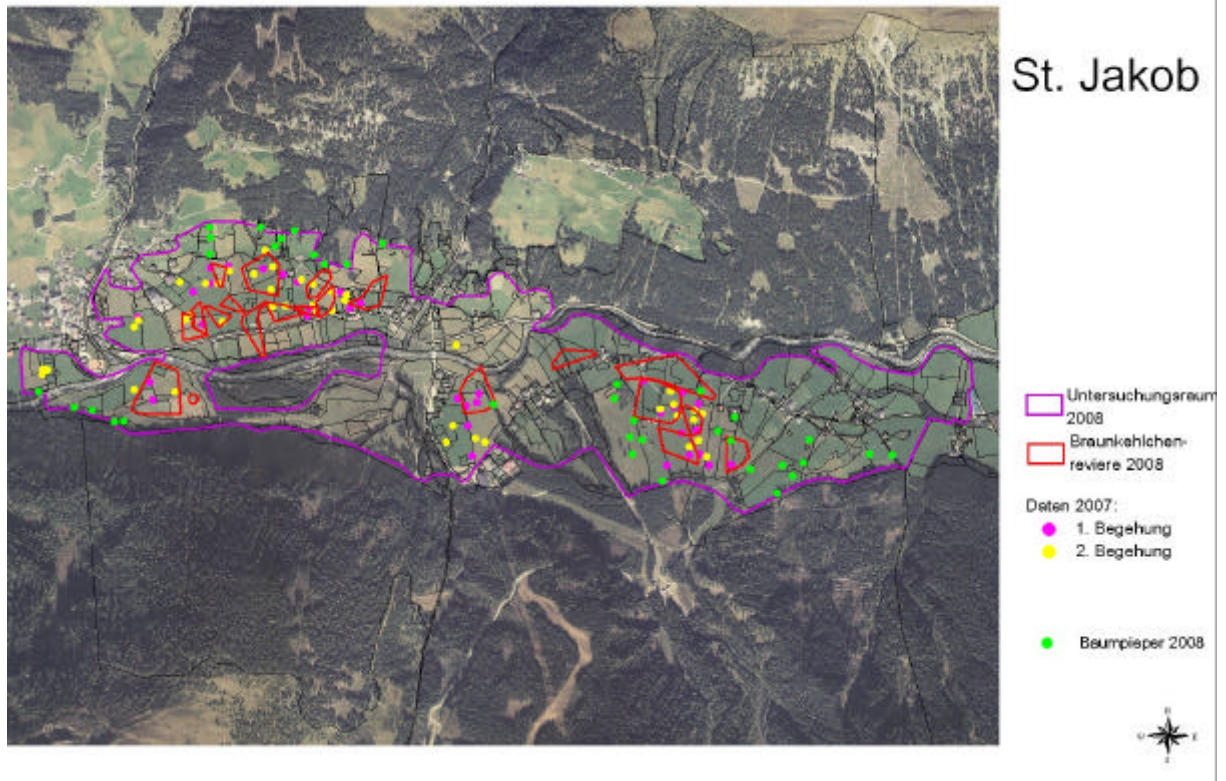 St. Jakob
Untersuchungsraum
2008
Braunkehlchen-
reviere 2008
Daten 2007:
1. Begehung
2. Begehung
Baumpieper 2008